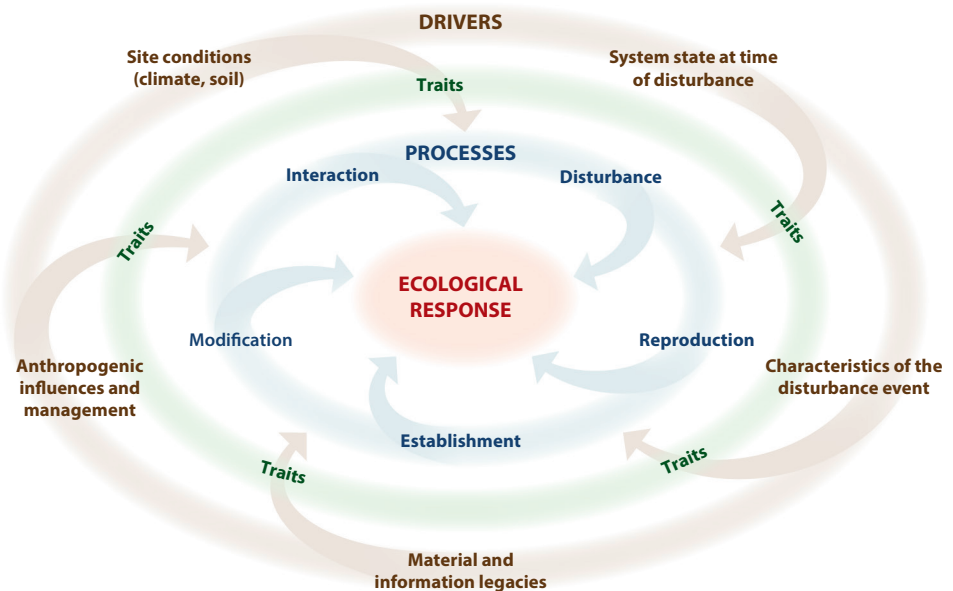 DRIVERS
Site conditions
(climate, soil)
System state at time
of disturbance
Traits
PROCESSES
Interaction
Disturbance
Traits
Traits
ECOLOGICAL
RESPONSE
Modification
Reproduction
Anthropogenic
influences and
management
Characteristics of the
disturbance event
Establishment
Traits
Traits
Material and
information legacies